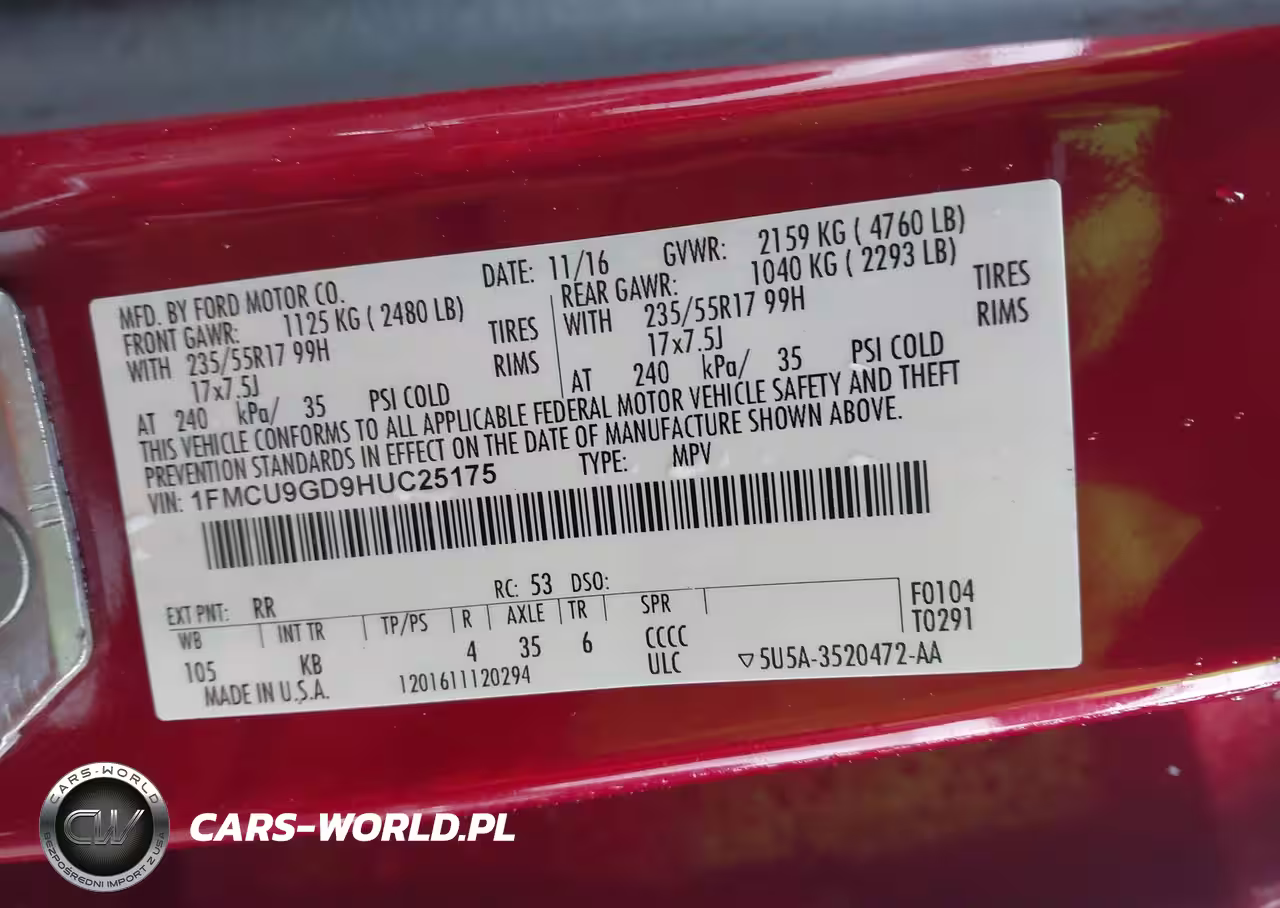 MFD. BY FORD MOTOR CO. DATE: 11/16 GVWR: 2159 KG ( 4760 LB)
FRONT GAWR: 1125 KG ( 2480 LB) REAR GAWR: 1040 KG ( 2293 LB)
WITH 235/55R17 99H TIRES WITH 235/55R17 99H TIRES
17x7.5J RIMS 17x7.5J RIMS
AT 240 kPa/ 35 PSI COLD AT 240 kPa/ 35 PSI COLD
THIS VEHICLE CONFORMS TO ALL APPLICABLE FEDERAL MOTOR VEHICLE SAFETY AND THEFT
PREVENTION STANDARDS IN EFFECT ON THE DATE OF MANUFACTURE SHOWN ABOVE.
VIN: 1FMCU9GD9HUC25175 TYPE: MPV
EXT PNT: RR RC: 53 DSO:
WB INT TR TP/PS R AXLE TR SPR F0104
105 KB 4 35 6 CCCC T0291
MADE IN U.S.A. 1201611120294 ULC ▽5U5A-3520472-AA
CARS-WORLD
CW
BEZPOŚREDNI IMPORT Z USA
CARS-WORLD.PL